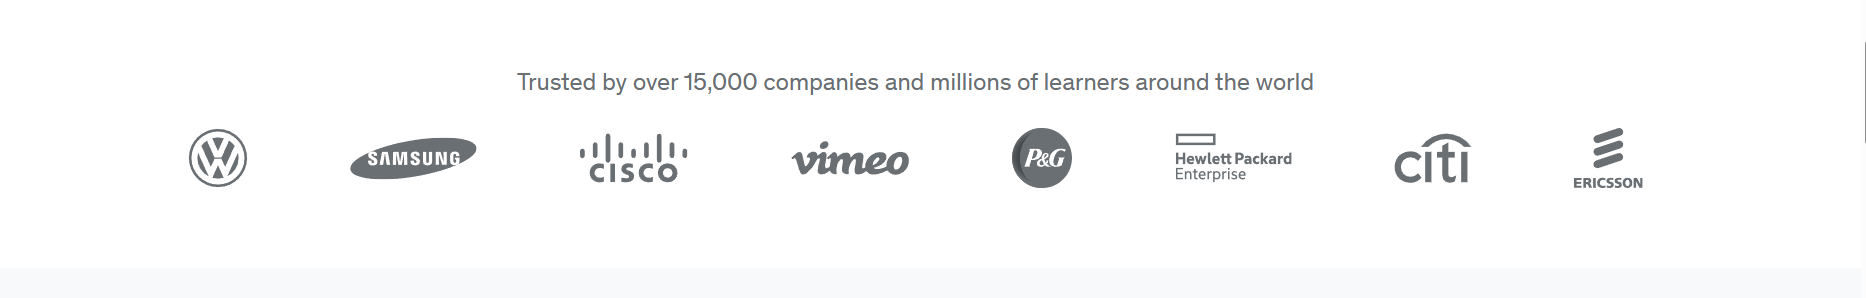 Trusted by over 15,000 companies and millions of learners around the world
VW
SAMSUNG
CISCO
vimeo
P&G
Hewlett Packard
Enterprise
citi
ERICSSON